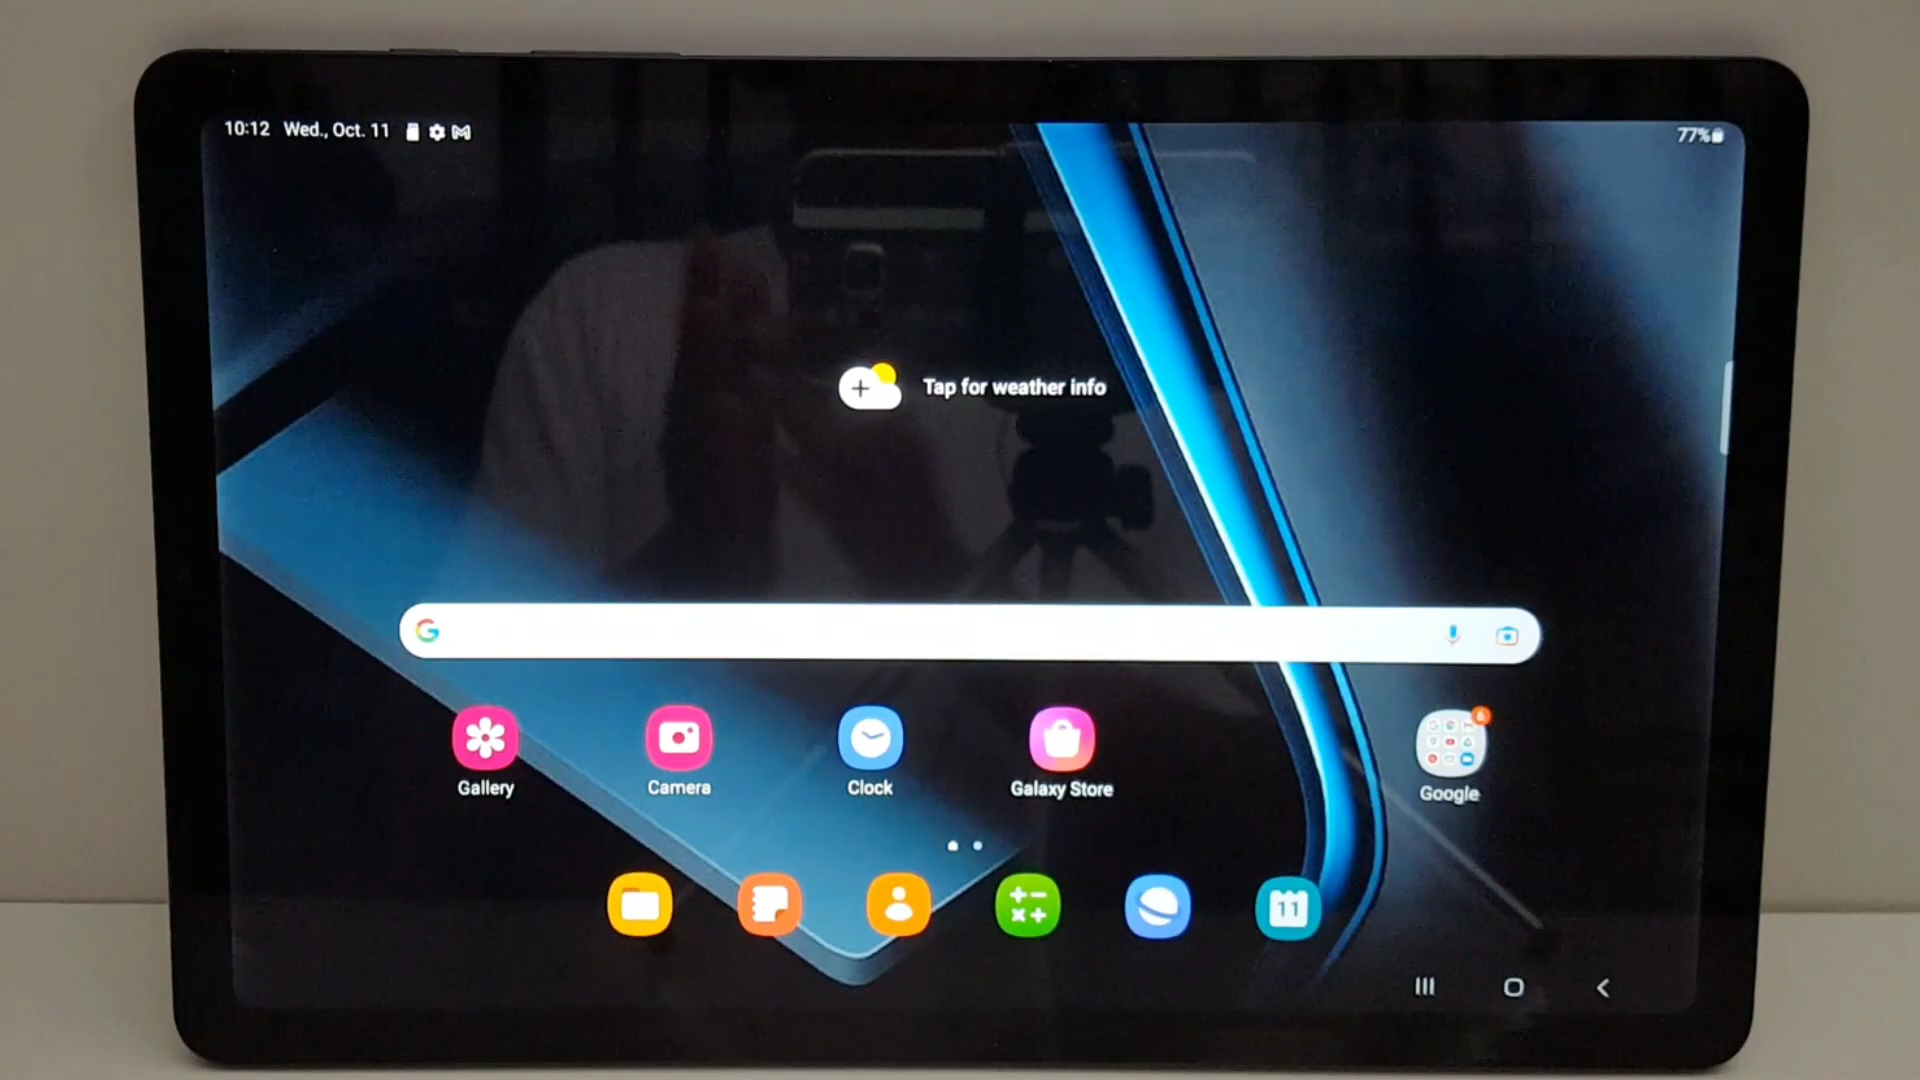 10:12 Wed., Oct. 11
77%
Tap for weather info
Gallery
Camera
Clock
Galaxy Store
Google
11